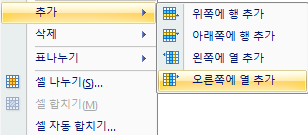 추가
삭제
표나누기
셀 나누기(S)...
셀 합치기(M)
셀 자동 합치기...
위쪽에 행 추가
아래쪽에 행 추가
왼쪽에 열 추가
오른쪽에 열 추가